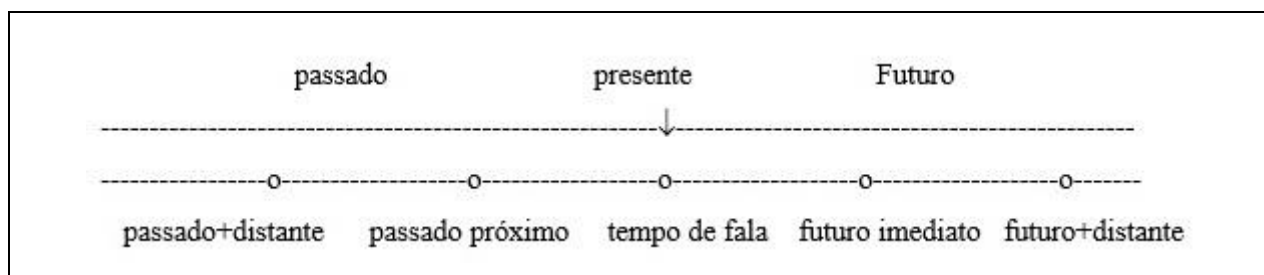 passado presente Futuro
------------------------------------------------------↓---------------------------------------------
-----------------o-------------------o------------------o-------------------o-------------------o-------
passado+distante passado próximo tempo de fala futuro imediato futuro+distante